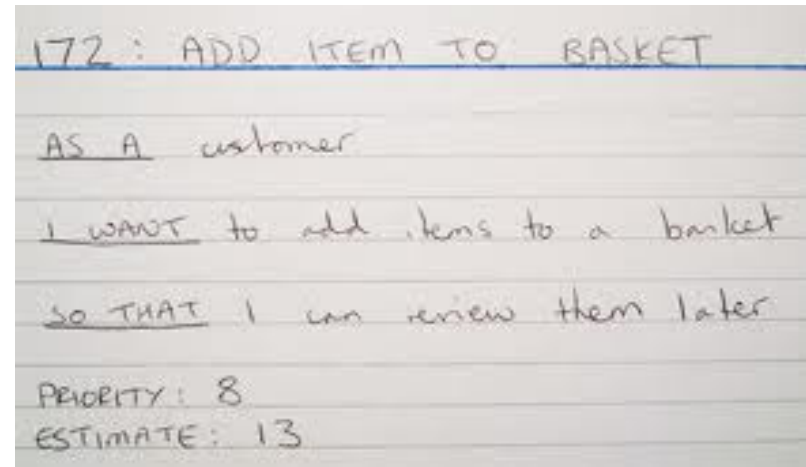 172: ADD ITEM TO BASKET
AS A customer
I WANT to add items to a basket
SO THAT I can review them later
PRIORITY: 8
ESTIMATE: 13